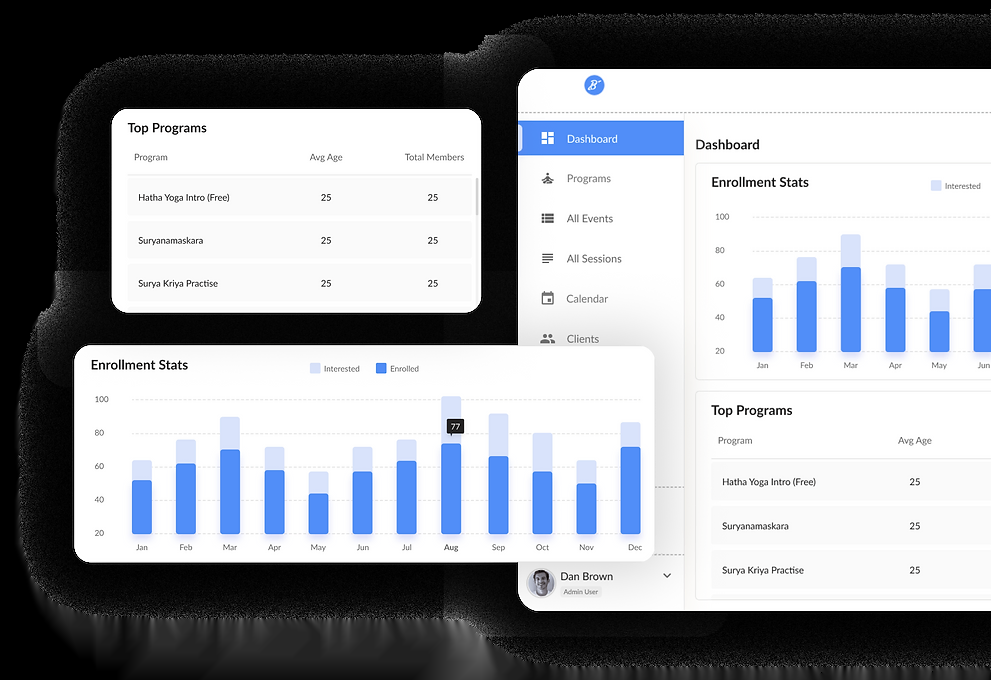 Top Programs
Program Avg Age Total Members
Hatha Yoga Intro (Free) 25 25
Suryanamaskara 25 25
Surya Kriya Practise 25 25
Enrollment Stats
Interested Enrolled
100
80
60
40
20
77
Jan Feb Mar Apr May Jun Jul Aug Sep Oct Nov Dec
B
Dashboard
Programs
All Events
All Sessions
Calendar
Clients
Dan Brown
Admin User
Dashboard
Enrollment Stats
Interested
100
80
60
40
20
Jan Feb Mar Apr May Jun
Top Programs
Program Avg Age
Hatha Yoga Intro (Free) 25
Suryanamaskara 25
Surya Kriya Practise 25